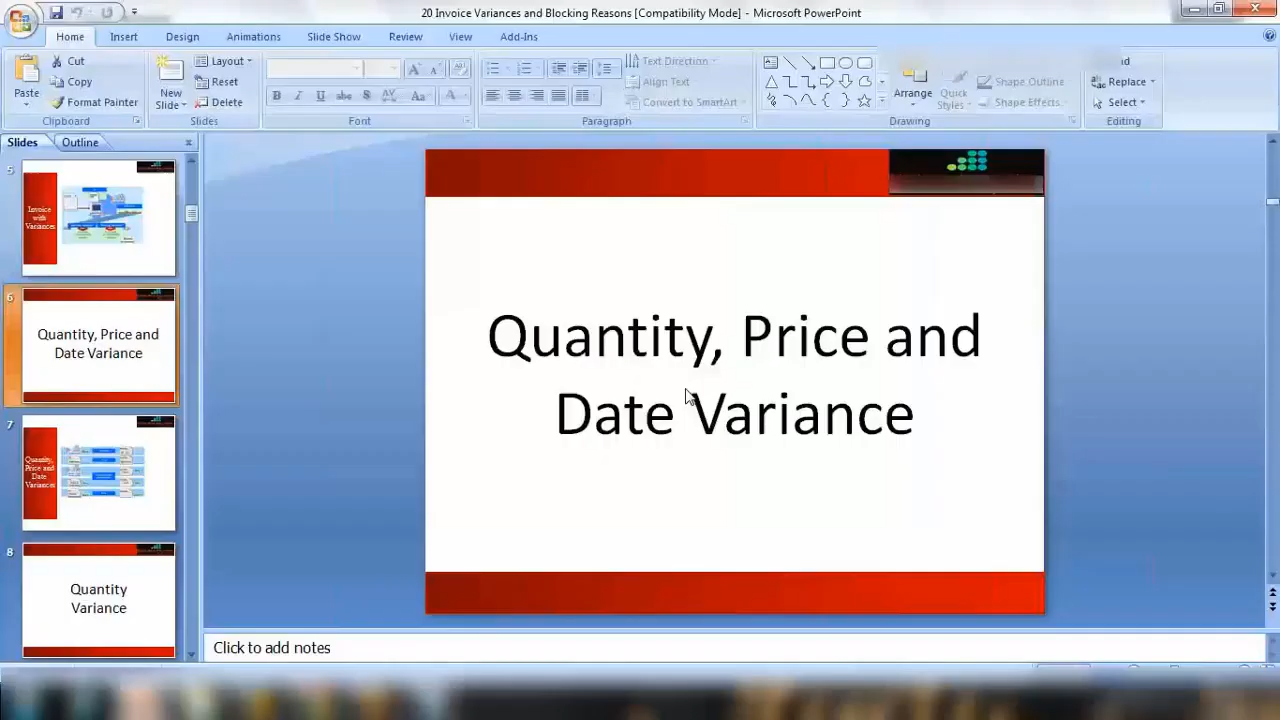 20 Invoice Variances and Blocking Reasons [Compatibility Mode] - Microsoft PowerPoint
Home Insert Design Animations Slide Show Review View Add-Ins
Paste
Cut
Copy
Format Painter
Clipboard
New
Slide
Layout
Reset
Delete
Slides
B I U abc S AV Aa A
Font
Text Direction
Align Text
Convert to SmartArt
Paragraph
Arrange
Quick
Styles
Shape Outline
Shape Effects
Drawing
Replace
Select
Editing
Slides Outline
5
Invoice
with
Variances
6
Quantity, Price and
Date Variance
7
Quantity,
Price and
Date
Variances
8
Quantity
Variance
Quantity, Price and
Date Variance
Click to add notes